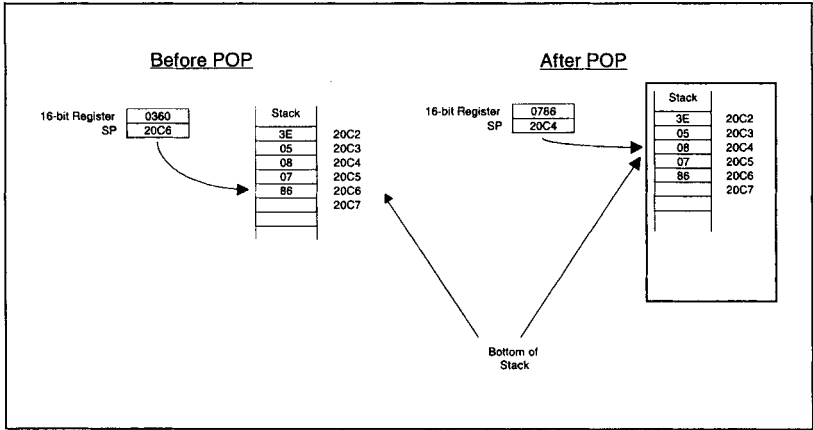 Before POP
16-bit Register 0360
SP 20C6
Stack
3E 20C2
05 20C3
08 20C4
07 20C5
86 20C6
20C7
After POP
16-bit Register 0786
SP 20C4
Stack
3E 20C2
05 20C3
08 20C4
07 20C5
86 20C6
20C7
Bottom of
Stack